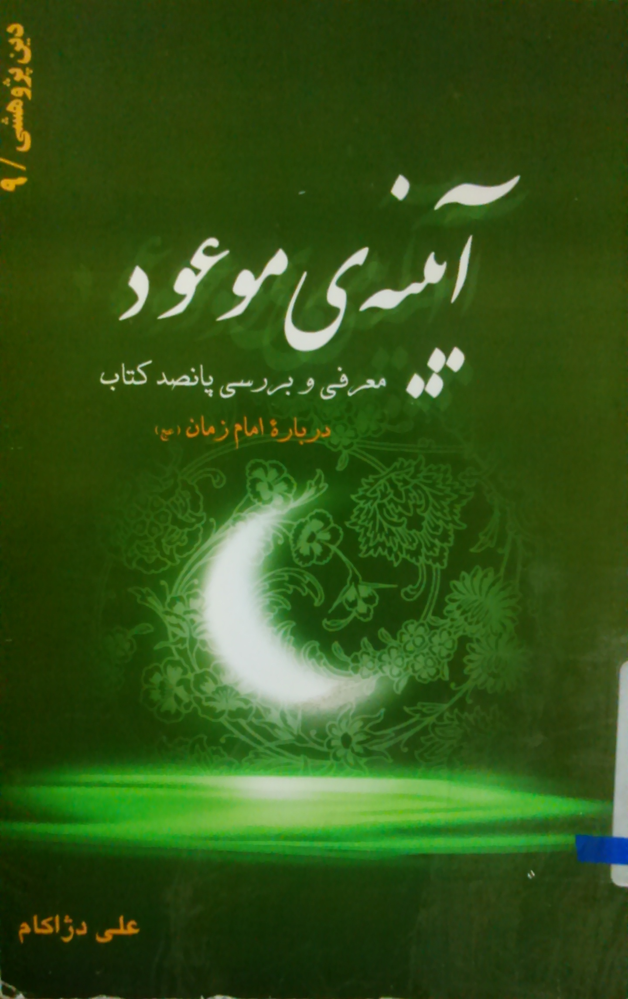 دین پژوهشی / ۹
آینه‌ی موعود
معرفی و بررسی پانصد کتاب
دربارهٔ امام زمان (عج)
علی دژاکام